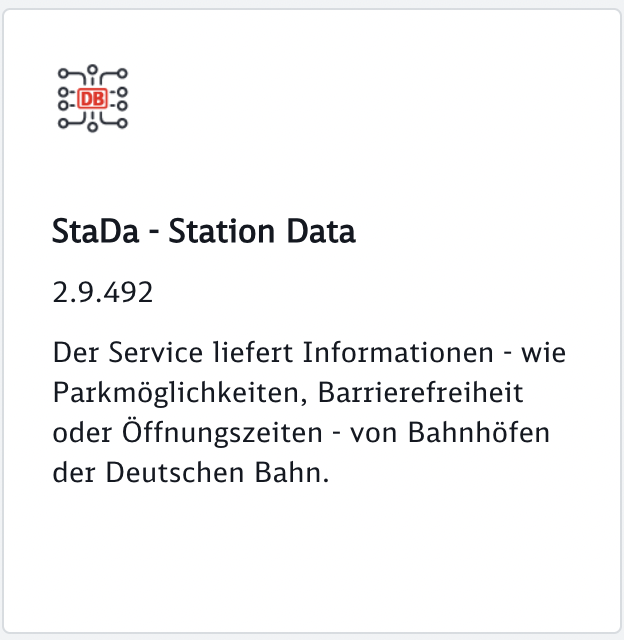 DB
StaDa - Station Data
2.9.492
Der Service liefert Informationen - wie
Parkmöglichkeiten, Barrierefreiheit
oder Öffnungszeiten - von Bahnhöfen
der Deutschen Bahn.